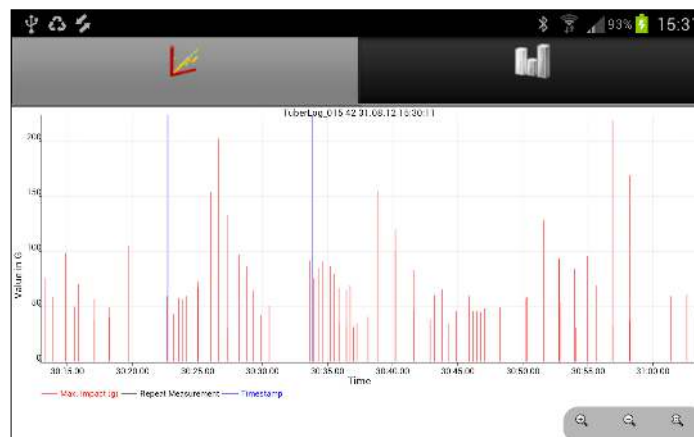 93% 15:31
TuberLog_015 42 31.08.12 15:30:11
Value in G
200
150
100
50
0
30:15:00 30:20:00 30:25:00 30:30:00 30:35:00 30:40:00 30:45:00 30:50:00 30:55:00 31:00:00
Time
Max. Impact (g) Repeat Measurement Timestamp